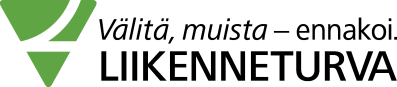 Välitä, muista – ennakoi.
LIIKENNETURVA